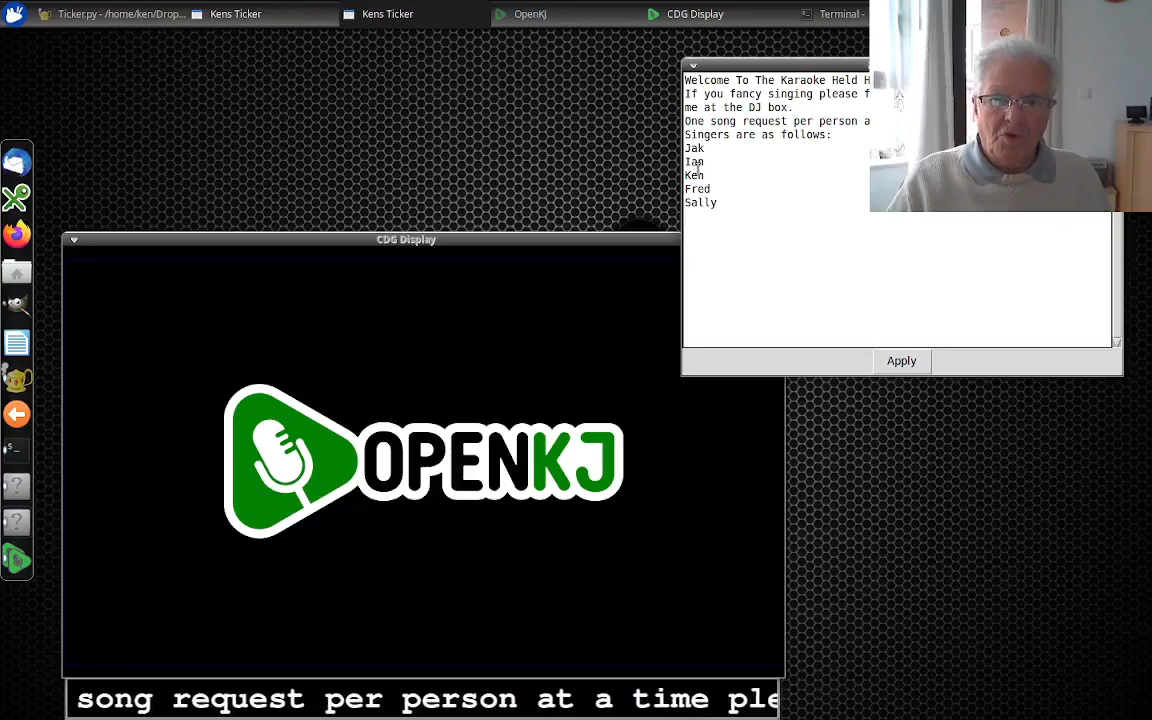 Ticker.py - /home/ken/Drop...
Kens Ticker
Kens Ticker
OpenKJ
CDG Display
Terminal -
Welcome To The Karaoke Held H
If you fancy singing please f
me at the DJ box.
One song request per person a
Singers are as follows:
Jak
Ian
Ken
Fred
Sally
Apply
CDG Display
OPENKJ
song request per person at a time ple